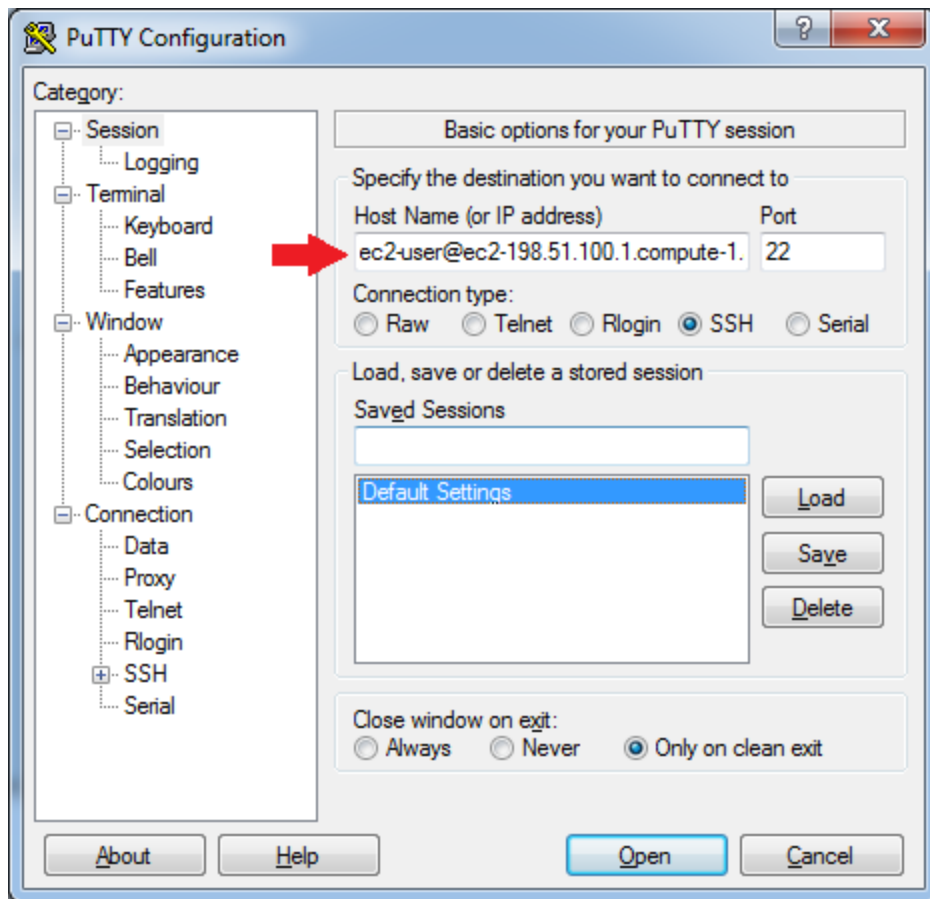 PuTTY Configuration
Category:
Session
Logging
Terminal
Keyboard
Bell
Features
Window
Appearance
Behaviour
Translation
Selection
Colours
Connection
Data
Proxy
Telnet
Rlogin
SSH
Serial
Basic options for your PuTTY session
Specify the destination you want to connect to
Host Name (or IP address) Port
ec2-user@ec2-198.51.100.1.compute-1. 22
Connection type:
Raw Telnet Rlogin SSH Serial
Load, save or delete a stored session
Saved Sessions
Default Settings
Load
Save
Delete
Close window on exit:
Always Never Only on clean exit
About Help Open Cancel